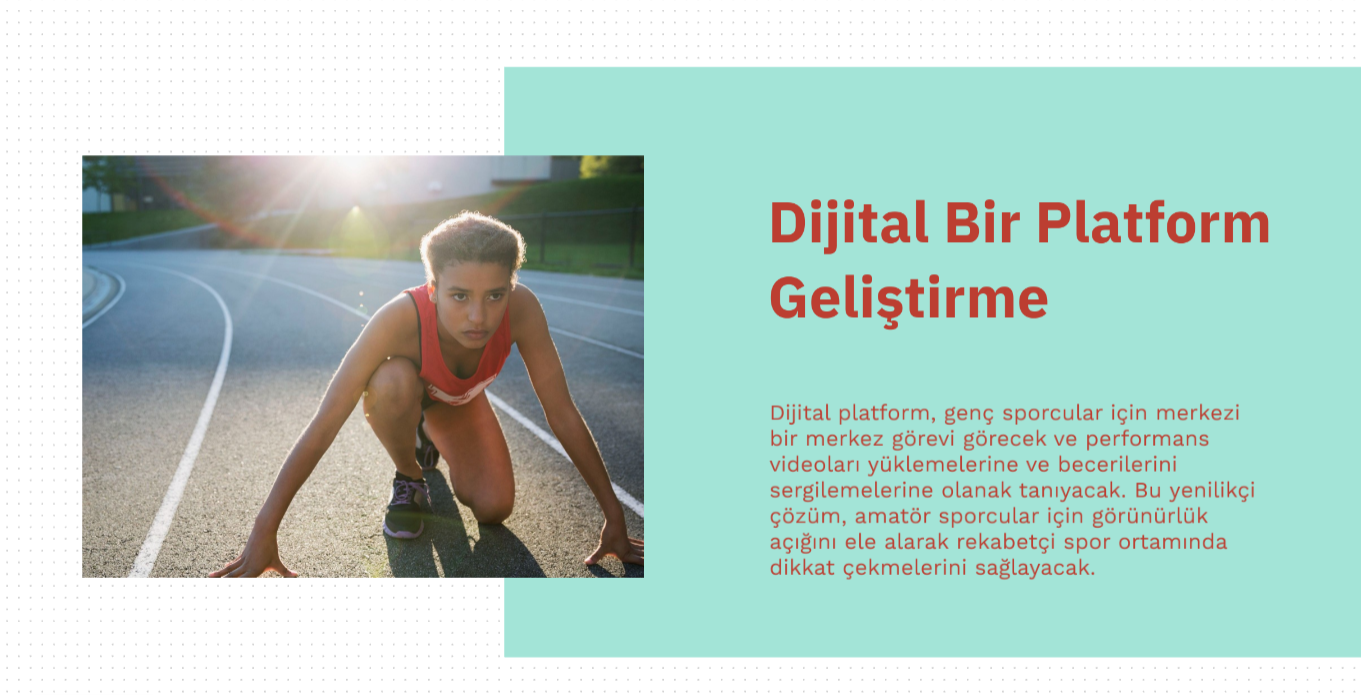 Dijital Bir Platform
Geliştirme
Dijital platform, genç sporcular için merkezi
bir merkez görevi görecek ve performans
videoları yüklemelerine ve becerilerini
sergilemelerine olanak tanıyacak. Bu yenilikçi
çözüm, amatör sporcular için görünürlük
açığını ele alarak rekabetçi spor ortamında
dikkat çekmelerini sağlayacak.